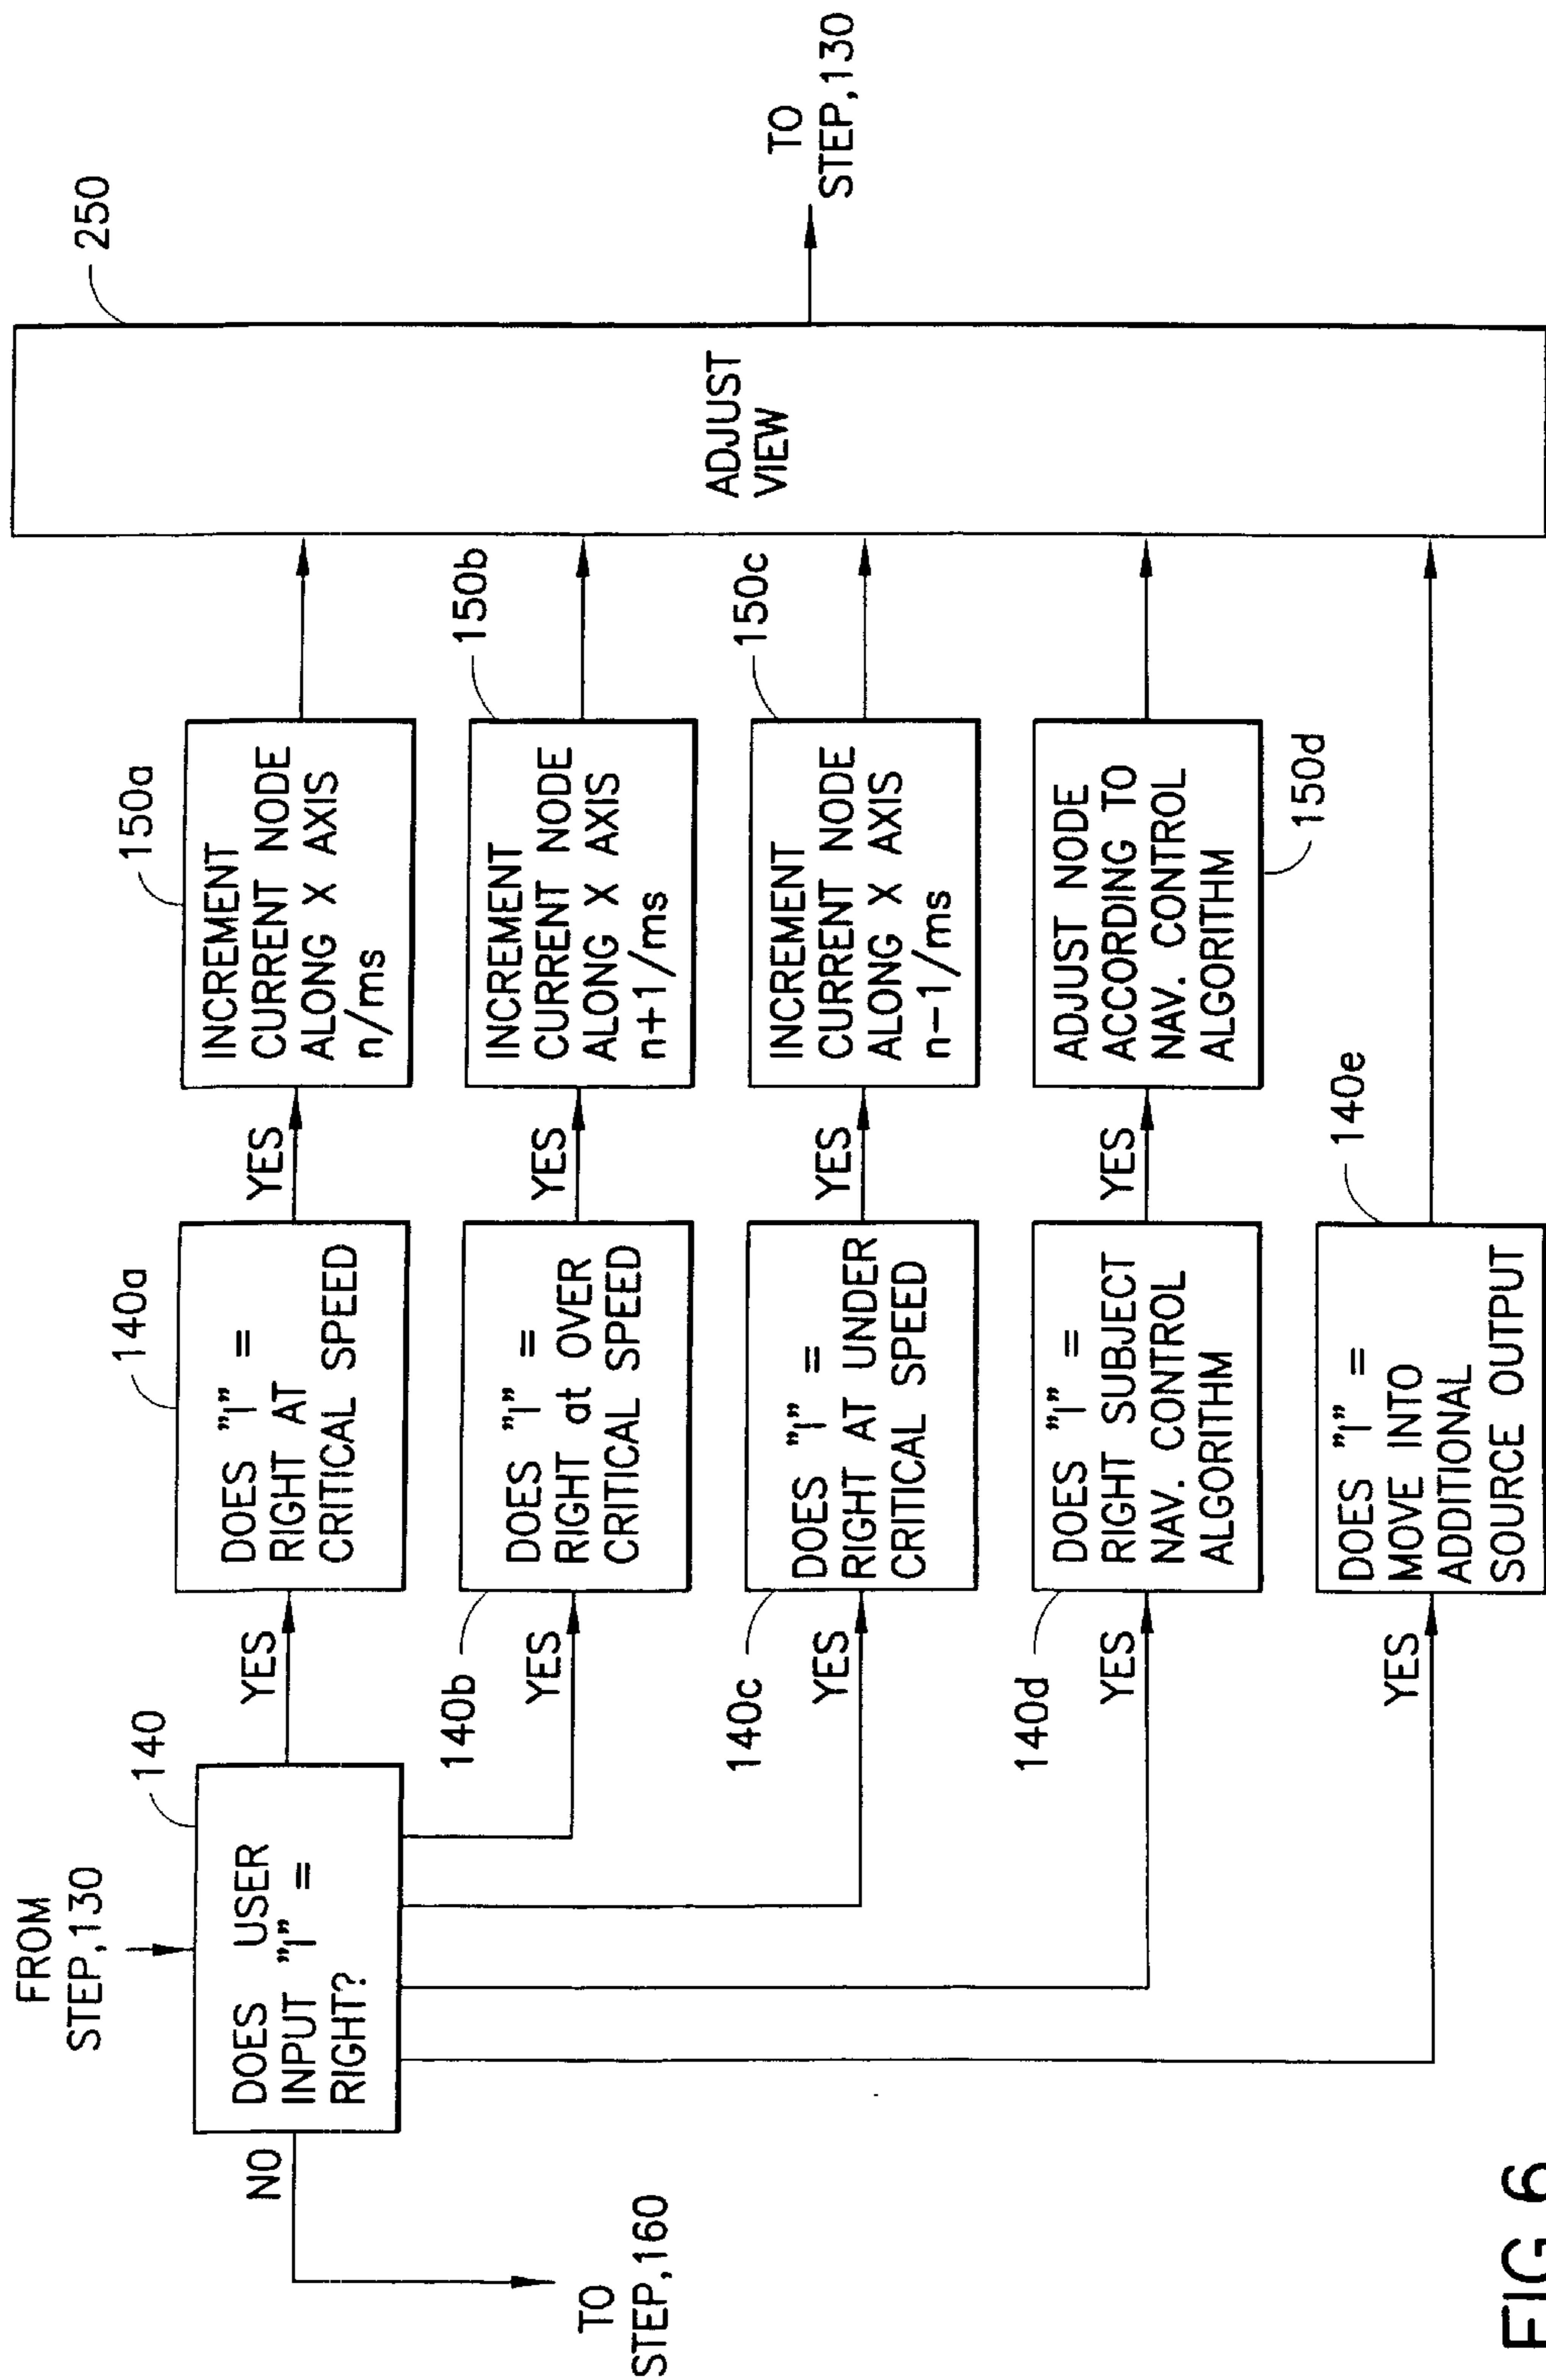 FROM
STEP,130
140
DOES USER
INPUT "I" =
RIGHT?
NO
TO
STEP,160
YES
140a
DOES "I" =
RIGHT AT
CRITICAL SPEED
YES
150a
INCREMENT
CURRENT NODE
ALONG X AXIS
n/ms
140b
YES
DOES "I" =
RIGHT at OVER
CRITICAL SPEED
YES
150b
INCREMENT
CURRENT NODE
ALONG X AXIS
n+1/ms
140c
YES
DOES "I" =
RIGHT AT UNDER
CRITICAL SPEED
YES
150c
INCREMENT
CURRENT NODE
ALONG X AXIS
n-1/ms
140d
YES
DOES "I" =
RIGHT SUBJECT
NAV. CONTROL
ALGORITHM
YES
150d
ADJUST NODE
ACCORDING TO
NAV. CONTROL
ALGORITHM
YES
140e
DOES "I" =
MOVE INTO
ADDITIONAL
SOURCE OUTPUT
250
ADJUST
VIEW
TO
STEP,130
FIG. 6